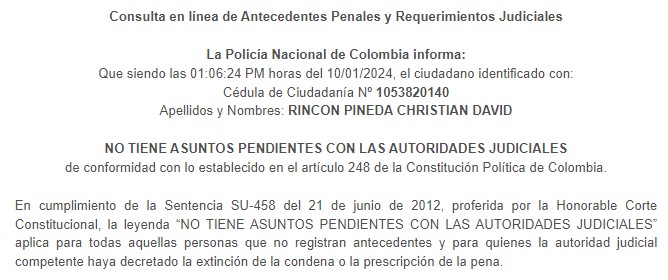 Consulta en línea de Antecedentes Penales y Requerimientos Judiciales
La Policía Nacional de Colombia informa:
Que siendo las 01:06:24 PM horas del 10/01/2024, el ciudadano identificado con:
Cédula de Ciudadanía Nº 1053820140
Apellidos y Nombres: RINCON PINEDA CHRISTIAN DAVID
NO TIENE ASUNTOS PENDIENTES CON LAS AUTORIDADES JUDICIALES
de conformidad con lo establecido en el artículo 248 de la Constitución Política de Colombia.
En cumplimiento de la Sentencia SU-458 del 21 de junio de 2012, proferida por la Honorable Corte
Constitucional, la leyenda “NO TIENE ASUNTOS PENDIENTES CON LAS AUTORIDADES JUDICIALES”
aplica para todas aquellas personas que no registran antecedentes y para quienes la autoridad judicial
competente haya decretado la extinción de la condena o la prescripción de la pena.